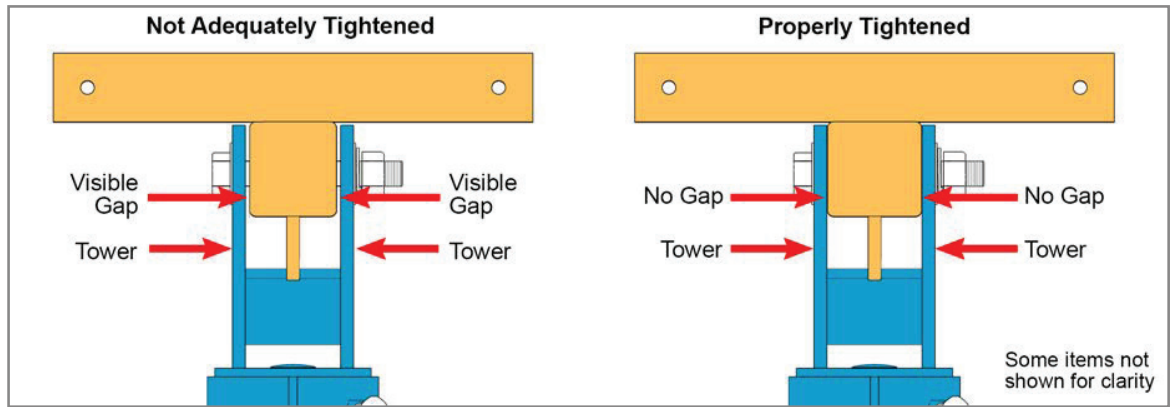 Not Adequately Tightened
Visible
Gap
Visible
Gap
Tower
Tower
Properly Tightened
No Gap
No Gap
Tower
Tower
Some items not
shown for clarity